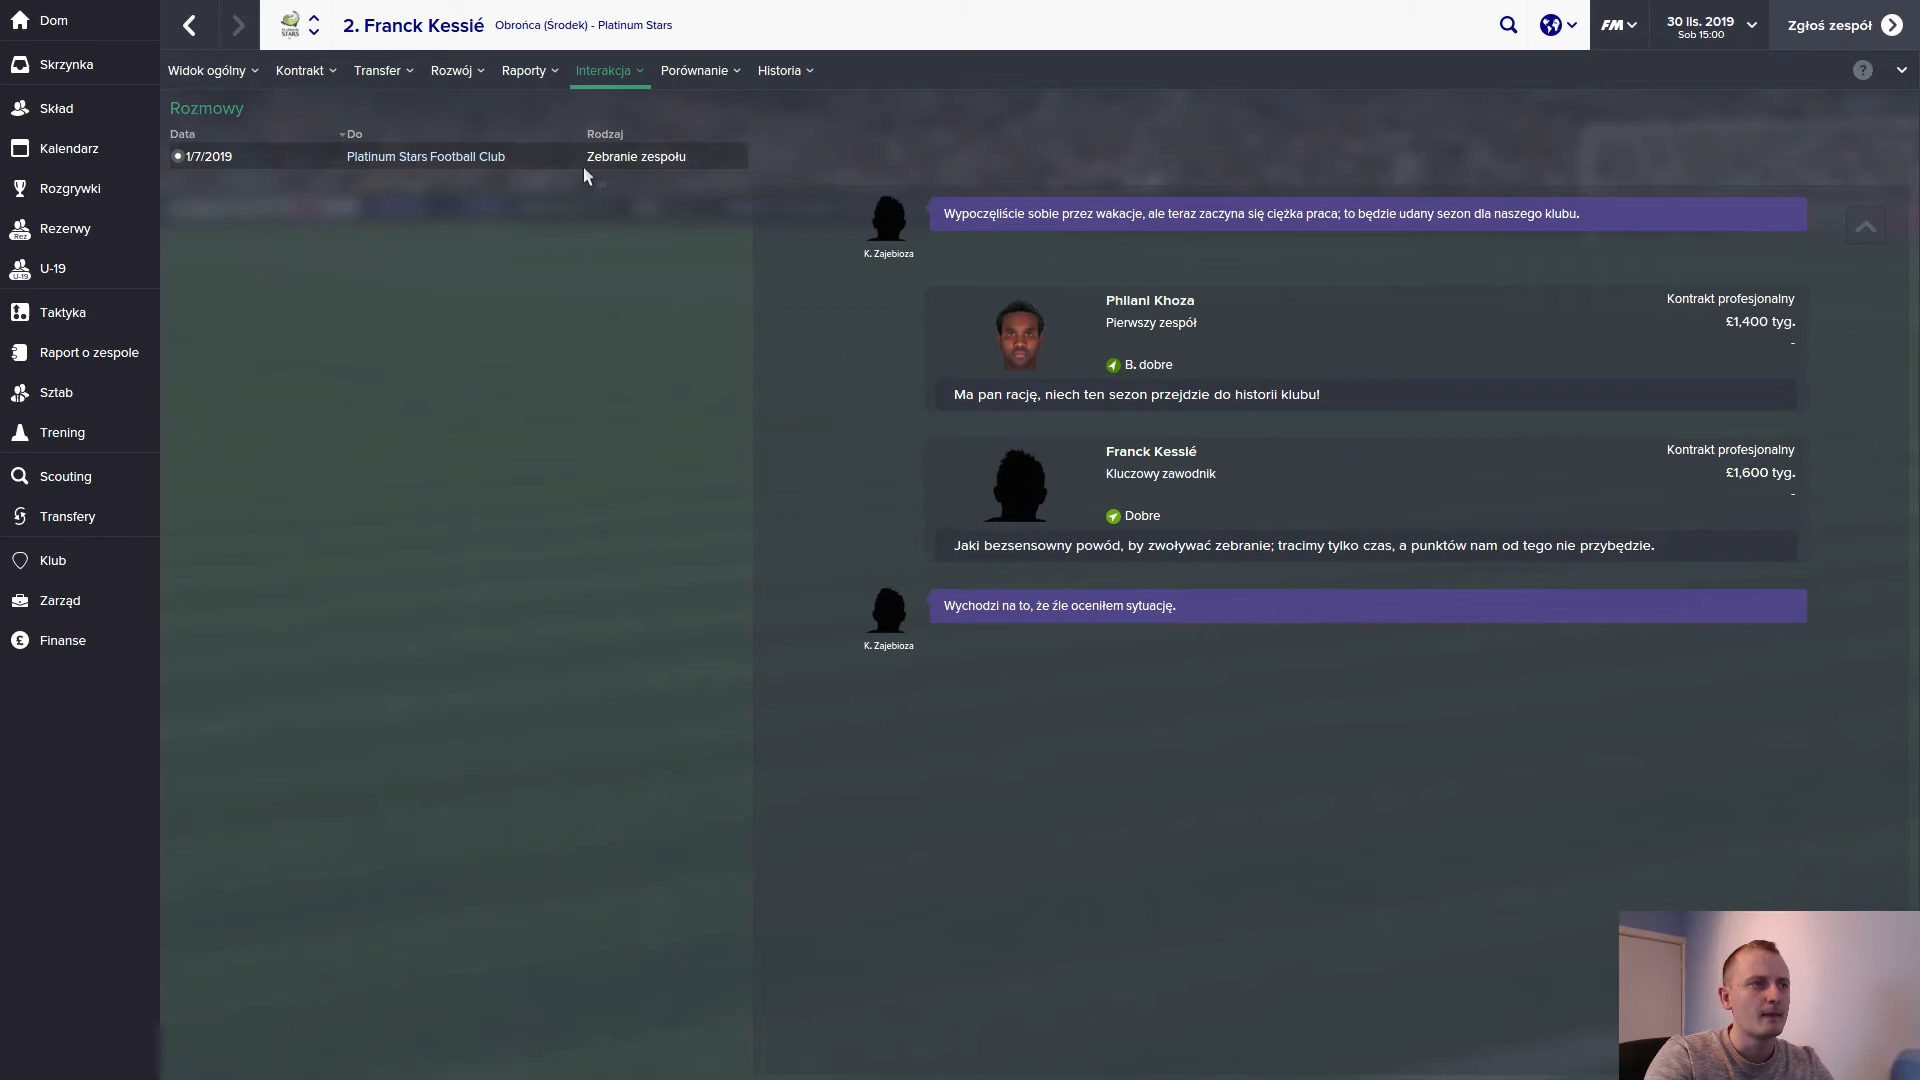 Dom
Skrzynka
Skład
Kalendarz
Rozgrywki
Rez
Rezerwy
U-19
U-19
Taktyka
Raport o zespole
Sztab
Trening
Scouting
Transfery
Klub
Zarząd
£
Finanse
2. Franck Kessié
Obrońca (Środek) - Platinum Stars
FM
30 lis. 2019
Sob 15:00
Zgłoś zespół
Widok ogólny
Kontrakt
Transfer
Rozwój
Raporty
Interakcja
Porównanie
Historia
?
Rozmowy
Data
Do
Rodzaj
1/7/2019
Platinum Stars Football Club
Zebranie zespołu
Wypoczęliście sobie przez wakacje, ale teraz zaczyna się ciężka praca; to będzie udany sezon dla naszego klubu.
K. Zajebioza
Phllani Khoza
Pierwszy zespół
B. dobre
Kontrakt profesjonalny
£1,400 tyg.
-
Ma pan rację, niech ten sezon przejdzie do historii klubu!
Franck Kessié
Kluczowy zawodnik
Dobre
Kontrakt profesjonalny
£1,600 tyg.
-
Jaki bezsensowny powód, by zwoływać zebranie; tracimy tylko czas, a punktów nam od tego nie przybędzie.
Wychodzi na to, że źle oceniłem sytuację.
K. Zajebioza